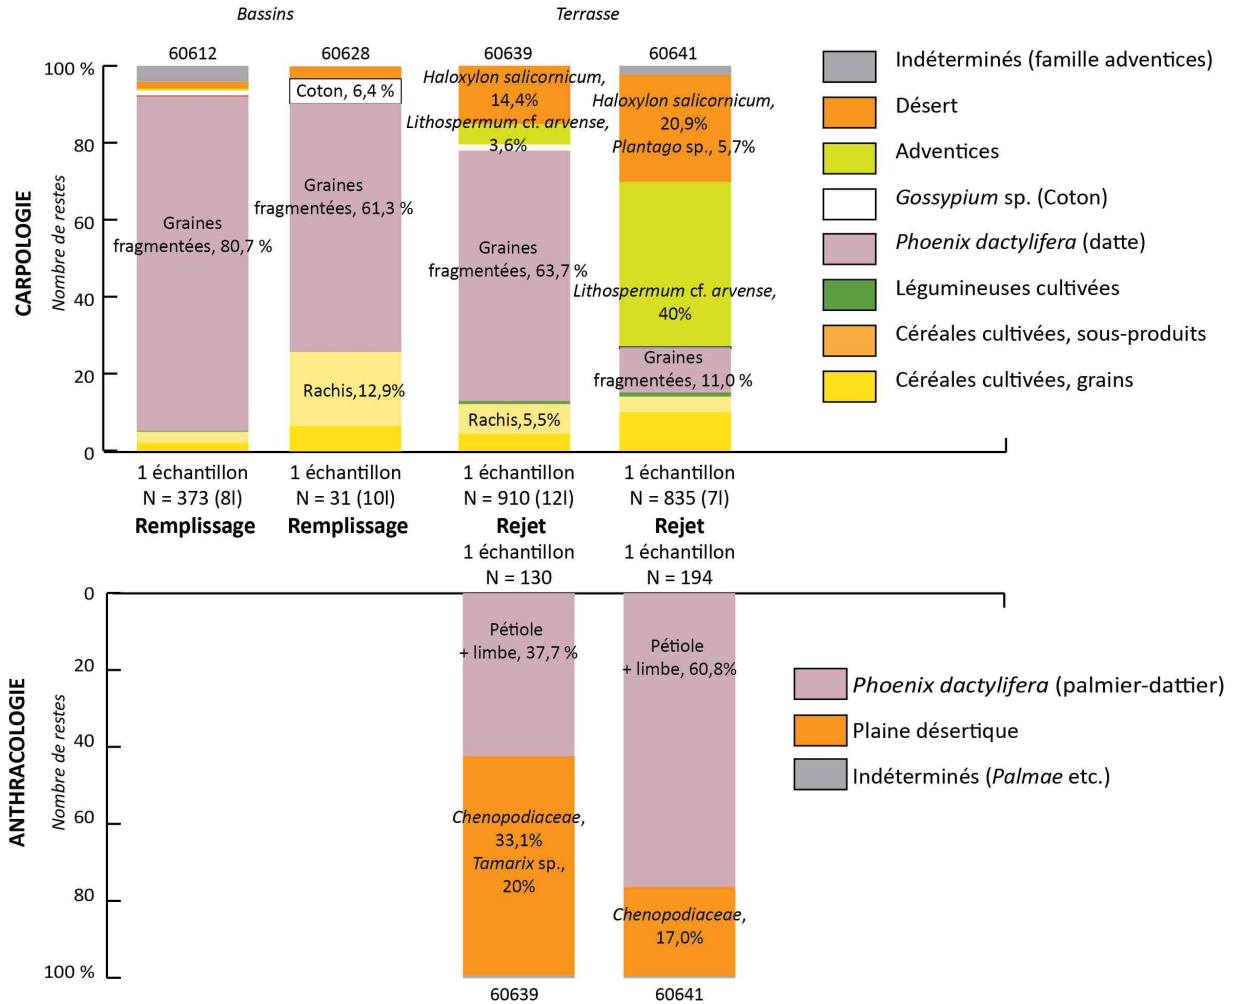 Bassins
Terrasse
60612
60628
60639
60641
CARPOLOGIE
Nombre de restes
100 %
80
60
40
20
0
Graines
fragmentées, 80,7 %
Coton, 6,4 %
Graines
fragmentées, 61,3 %
Rachis,12,9%
Haloxylon salicornicum,
14,4%
Lithospermum cf. arvense,
3,6%
Graines
fragmentées, 63,7 %
Rachis,5,5%
Haloxylon salicornicum,
20,9%
Plantago sp., 5,7%
Lithospermum cf. arvense,
40%
Graines
fragmentées, 11,0 %
Indéterminés (famille adventices)
Désert
Adventices
Gossypium sp. (Coton)
Phoenix dactylifera (datte)
Légumineuses cultivées
Céréales cultivées, sous-produits
Céréales cultivées, grains
1 échantillon
N = 373 (8l)
Remplissage
1 échantillon
N = 31 (10l)
Remplissage
1 échantillon
N = 910 (12l)
Rejet
1 échantillon
N = 835 (7l)
Rejet
1 échantillon
N = 130
1 échantillon
N = 194
ANTHRACOLOGIE
Nombre de restes
0
20
40
60
80
100 %
Pétiole
+ limbe, 37,7 %
Chenopodiaceae,
33,1%
Tamarix sp.,
20%
Pétiole
+ limbe, 60,8%
Chenopodiaceae,
17,0%
Phoenix dactylifera (palmier-dattier)
Plaine désertique
Indéterminés (Palmae etc.)
60639
60641